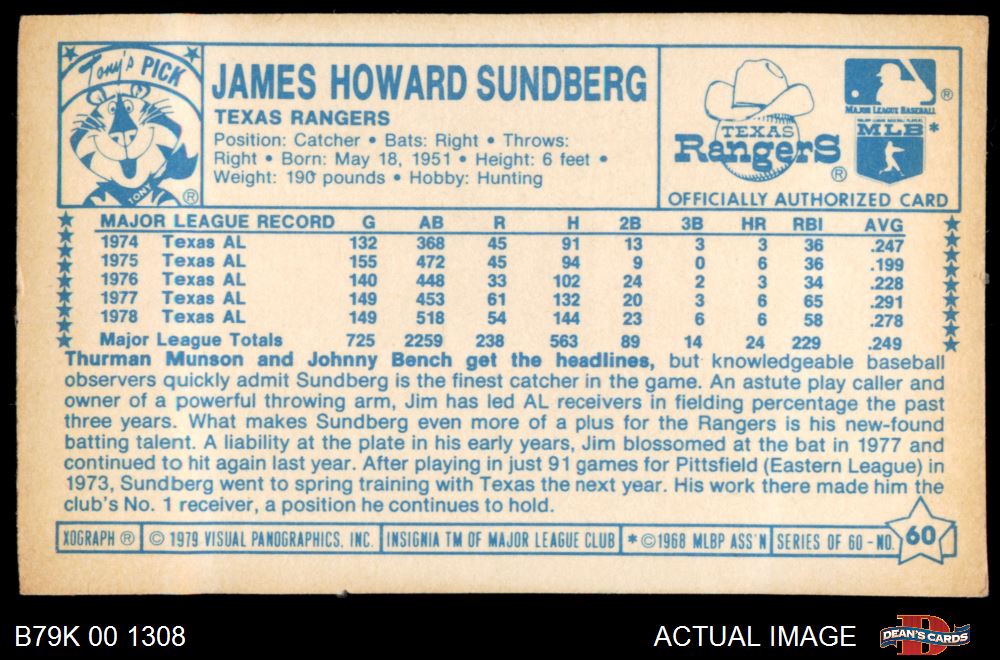 Tony's PICK
TONY ®
JAMES HOWARD SUNDBERG
TEXAS RANGERS
Position: Catcher • Bats: Right • Throws:
Right • Born: May 18, 1951 • Height: 6 feet •
Weight: 190 pounds • Hobby: Hunting
TEXAS
RangerS ®
MAJOR LEAGUE BASEBALL ®
MLB *
OFFICIALLY AUTHORIZED CARD
MAJOR LEAGUE RECORD G AB R H 2B 3B HR RBI AVG
1974 Texas AL 132 368 45 91 13 3 3 36 .247
1975 Texas AL 155 472 45 94 9 0 6 36 .199
1976 Texas AL 140 448 33 102 24 2 3 34 .228
1977 Texas AL 149 453 61 132 20 3 6 65 .291
1978 Texas AL 149 518 54 144 23 6 6 58 .278
Major League Totals 725 2259 238 563 89 14 24 229 .249
Thurman Munson and Johnny Bench get the headlines, but knowledgeable baseball
observers quickly admit Sundberg is the finest catcher in the game. An astute play caller and
owner of a powerful throwing arm, Jim has led AL receivers in fielding percentage the past
three years. What makes Sundberg even more of a plus for the Rangers is his new-found
batting talent. A liability at the plate in his early years, Jim blossomed at the bat in 1977 and
continued to hit again last year. After playing in just 91 games for Pittsfield (Eastern League) in
1973, Sundberg went to spring training with Texas the next year. His work there made him the
club's No. 1 receiver, a position he continues to hold.
XOGRAPH ® © 1979 VISUAL PANOGRAPHICS, INC. INSIGNIA TM OF MAJOR LEAGUE CLUB * ©1968 MLBP ASS'N SERIES OF 60 - NO. 60
B79K 00 1308
ACTUAL IMAGE
DEAN'S CARDS